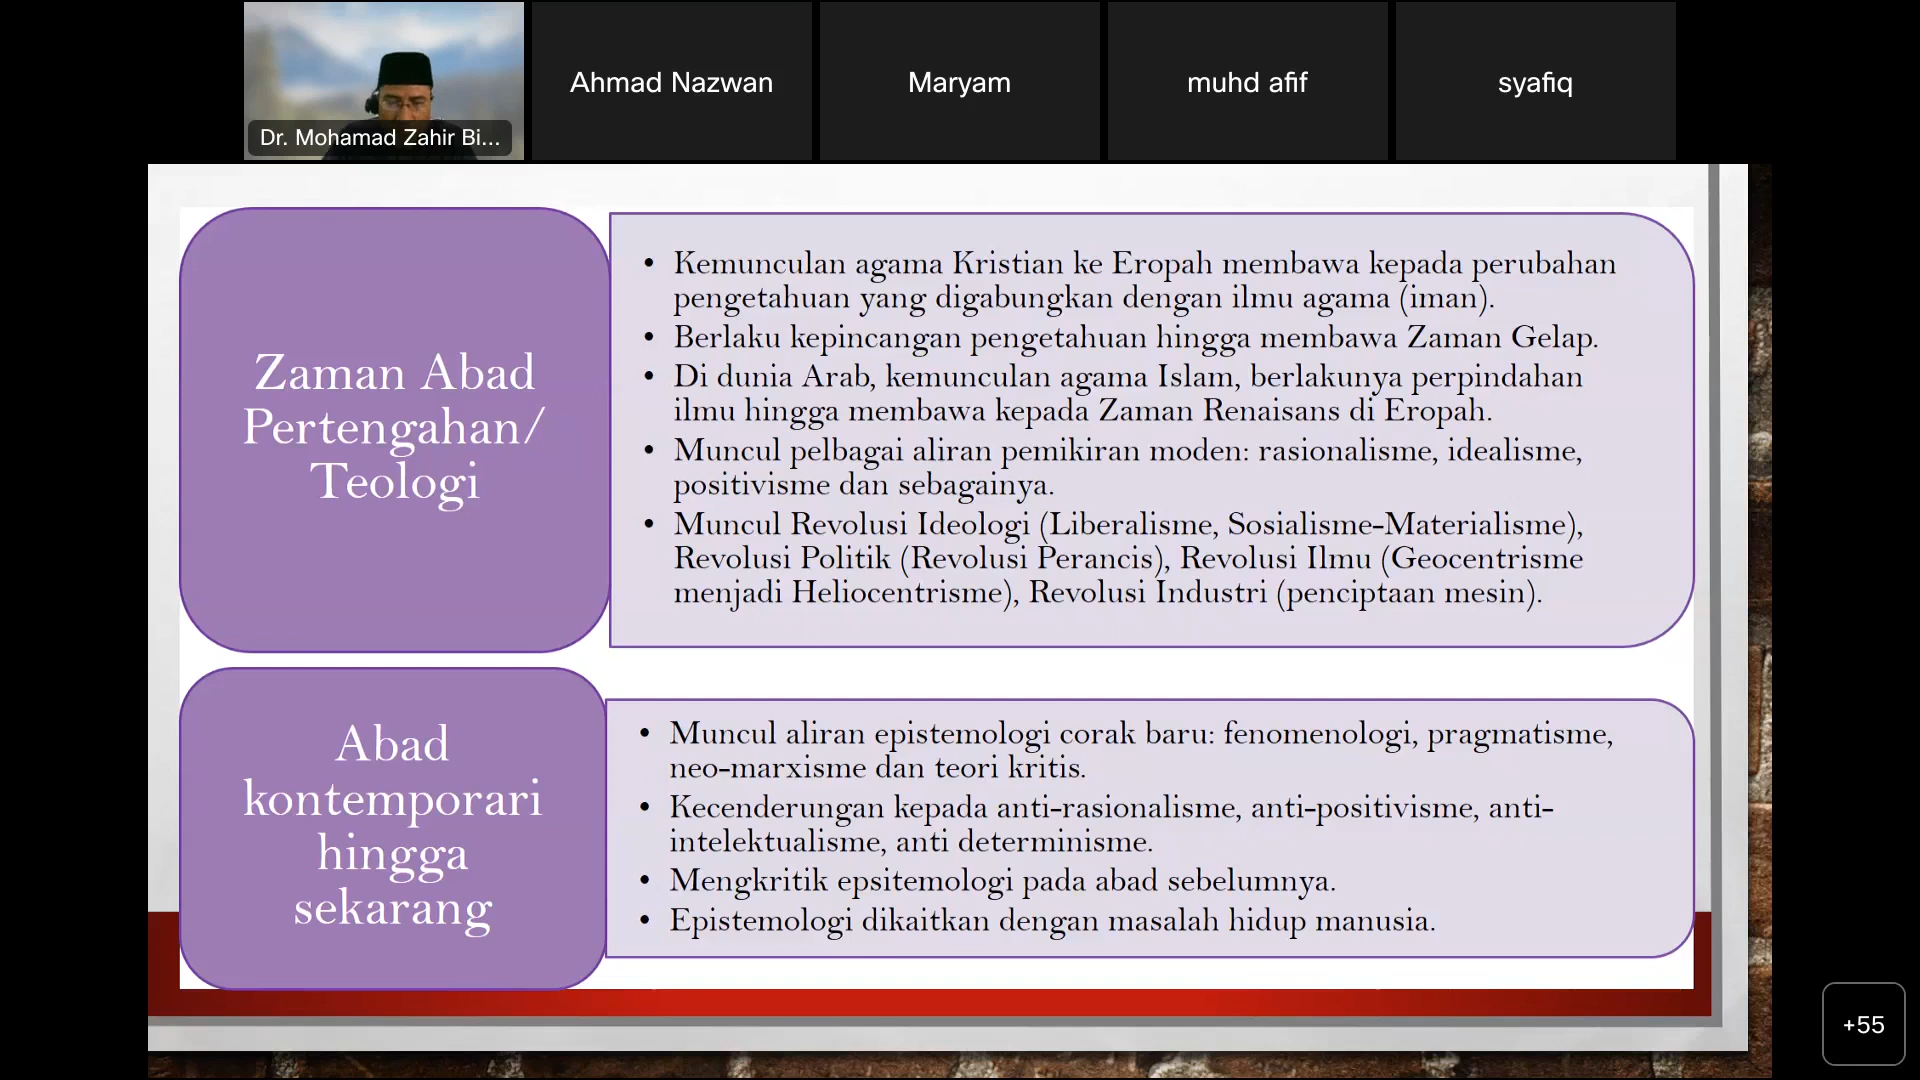 Dr. Mohamad Zahir Bi...
Ahmad Nazwan
Maryam
muhd afif
syafiq
Zaman Abad
Pertengahan/
Teologi
• Kemunculan agama Kristian ke Eropah membawa kepada perubahan
pengetahuan yang digabungkan dengan ilmu agama (iman).
• Berlaku kepincangan pengetahuan hingga membawa Zaman Gelap.
• Di dunia Arab, kemunculan agama Islam, berlakunya perpindahan
ilmu hingga membawa kepada Zaman Renaisans di Eropah.
• Muncul pelbagai aliran pemikiran moden: rasionalisme, idealisme,
positivisme dan sebagainya.
• Muncul Revolusi Ideologi (Liberalisme, Sosialisme-Materialisme),
Revolusi Politik (Revolusi Perancis), Revolusi Ilmu (Geocentrisme
menjadi Heliocentrisme), Revolusi Industri (penciptaan mesin).
Abad
kontemporari
hingga
sekarang
• Muncul aliran epistemologi corak baru: fenomenologi, pragmatisme,
neo-marxisme dan teori kritis.
• Kecenderungan kepada anti-rasionalisme, anti-positivisme, anti-
intelektualisme, anti determinisme.
• Mengkritik epsitemologi pada abad sebelumnya.
• Epistemologi dikaitkan dengan masalah hidup manusia.
+55